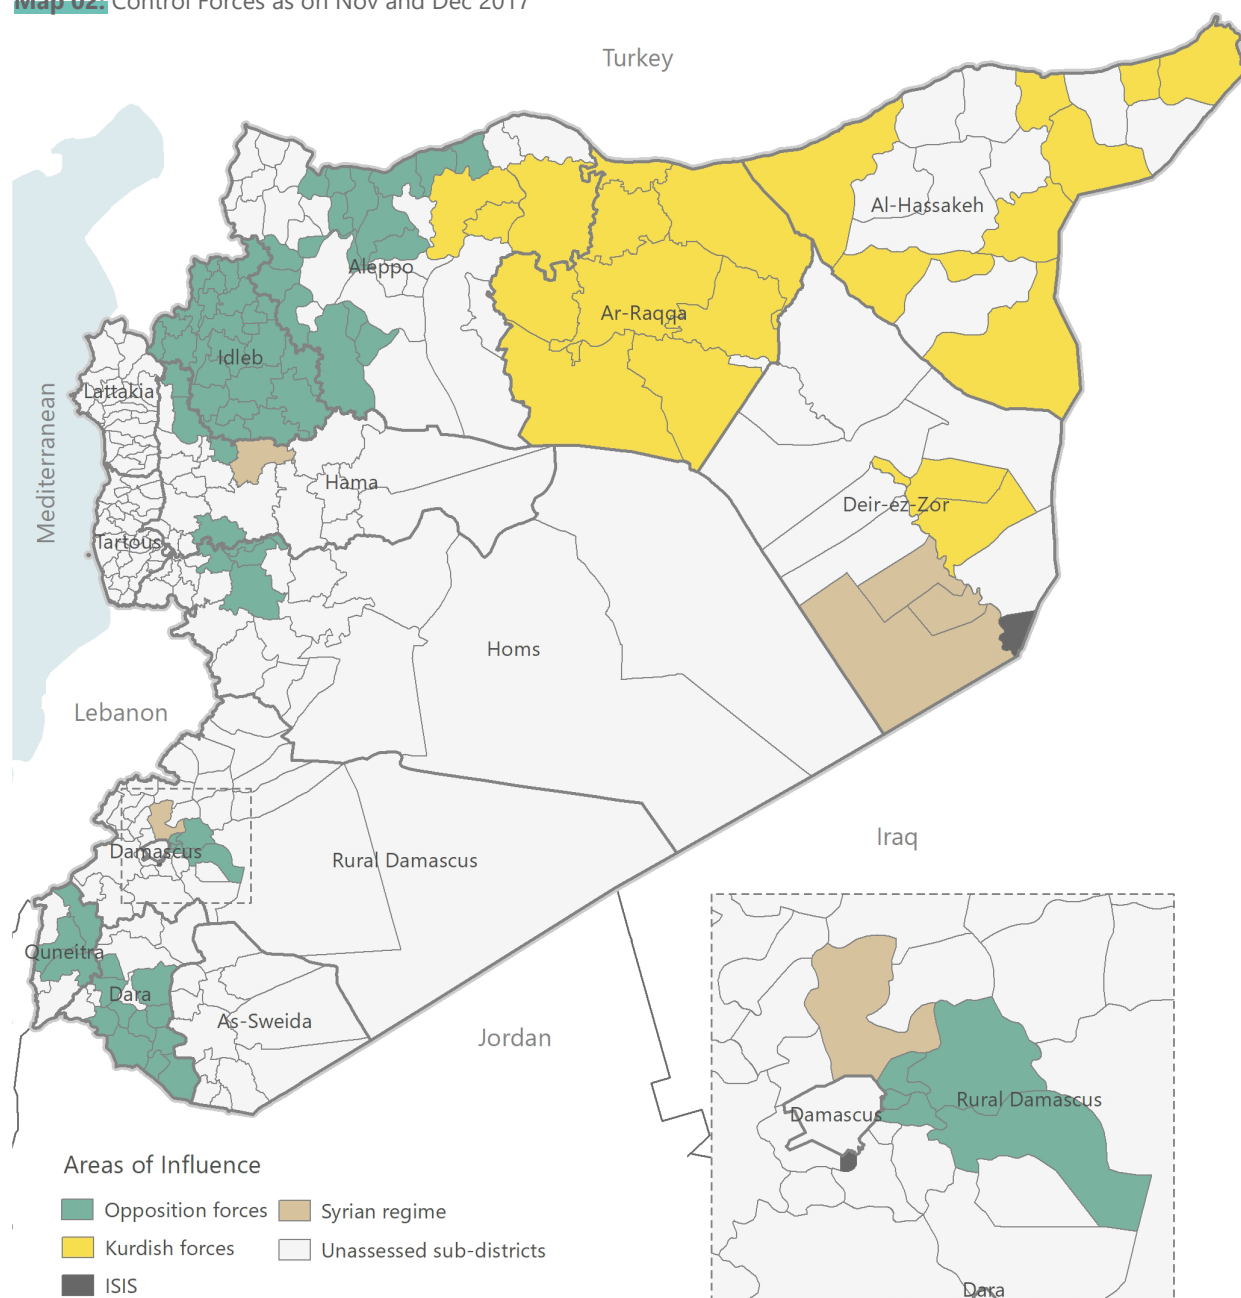 Map 02: Control Forces as on Nov and Dec 2017
Turkey
Al-Hassakeh
Aleppo
Ar-Raqqa
Idleb
Lattakia
Mediterranean
Hama
Deir-ez-Zor
Tartous
Homs
Lebanon
Iraq
Damascus
Rural Damascus
Quneitra
Dara
As-Sweida
Jordan
Rural Damascus
Damascus
Dara
Areas of Influence
Opposition forces
Syrian regime
Kurdish forces
Unassessed sub-districts
ISIS